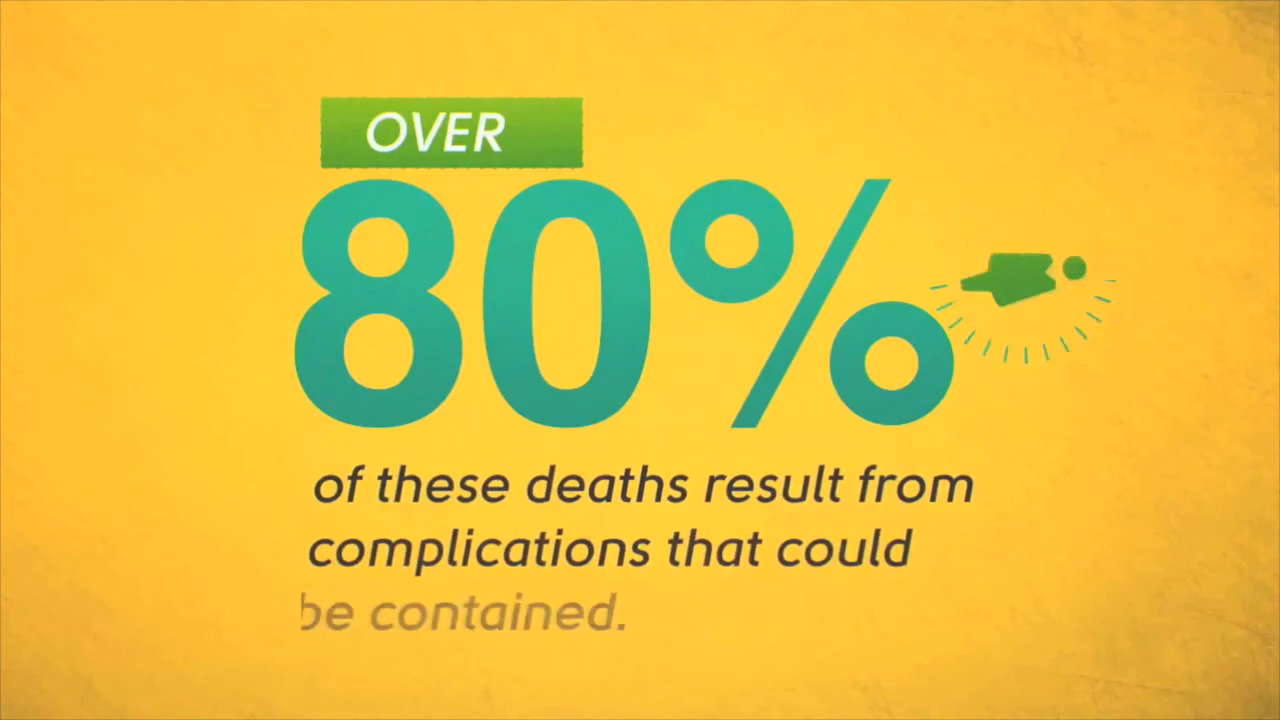 OVER
80%
of these deaths result from
complications that could
be contained.